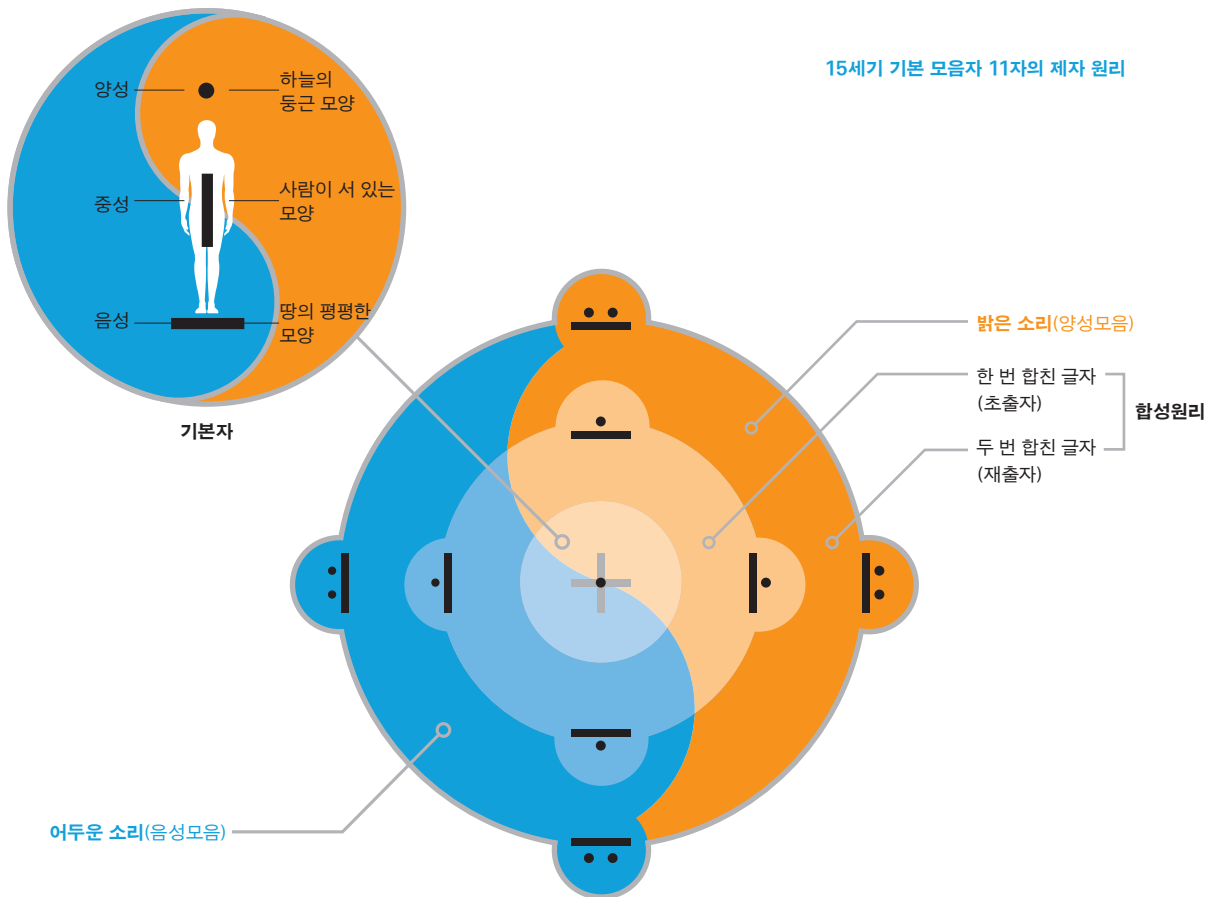 15세기 기본 모음자 11자의 제자 원리
양성
하늘의
둥근 모양
중성
사람이 서 있는
모양
음성
땅의 평평한
모양
기본자
밝은 소리(양성모음)
한 번 합친 글자
(초출자)
합성원리
두 번 합친 글자
(재출자)
어두운 소리(음성모음)